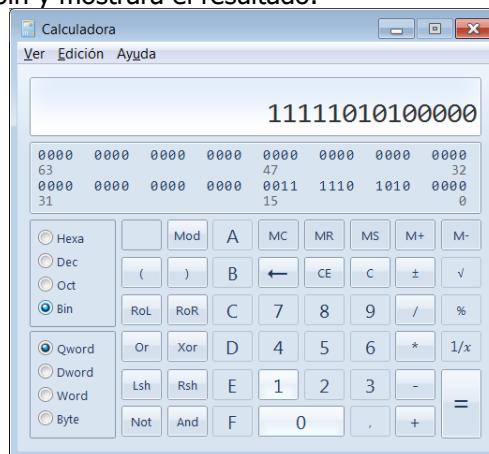 bin y mostrará el resultado.
Calculadora
Ver Edición Ayuda
11111010100000
0000 0000 0000 0000 0000 0000 0000 0000
63 47 32
0000 0000 0000 0000 0011 1110 1010 0000
31 15 0
Hexa Mod A MC MR MS M+ M-
Dec ( ) B ← CE C ± √
Oct
Bin RoL RoR C 7 8 9 / %
Qword Or Xor D 4 5 6 * 1/x
Dword Lsh Rsh E 1 2 3 - =
Word
Byte Not And F 0 , +